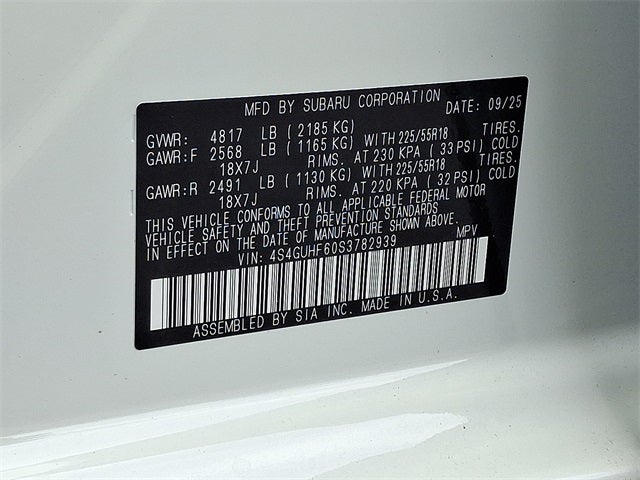 MFD BY SUBARU CORPORATION DATE: 09/25
GVWR: 4817 LB ( 2185 KG)
GAWR:F 2568 LB ( 1165 KG) WITH 225/55R18 TIRES.
18X7J RIMS. AT 230 KPA ( 33 PSI) COLD
GAWR:R 2491 LB ( 1130 KG) WITH 225/55R18 TIRES.
18X7J RIMS. AT 220 KPA ( 32 PSI) COLD
THIS VEHICLE CONFORMS TO ALL APPLICABLE FEDERAL MOTOR
VEHICLE SAFETY AND THEFT PREVENTION STANDARDS
IN EFFECT ON THE DATE OF MANUFACTURE SHOWN ABOVE.
VIN: 4S4GUHF60S3782939 MPV
ASSEMBLED BY SIA INC. MADE IN U.S.A.